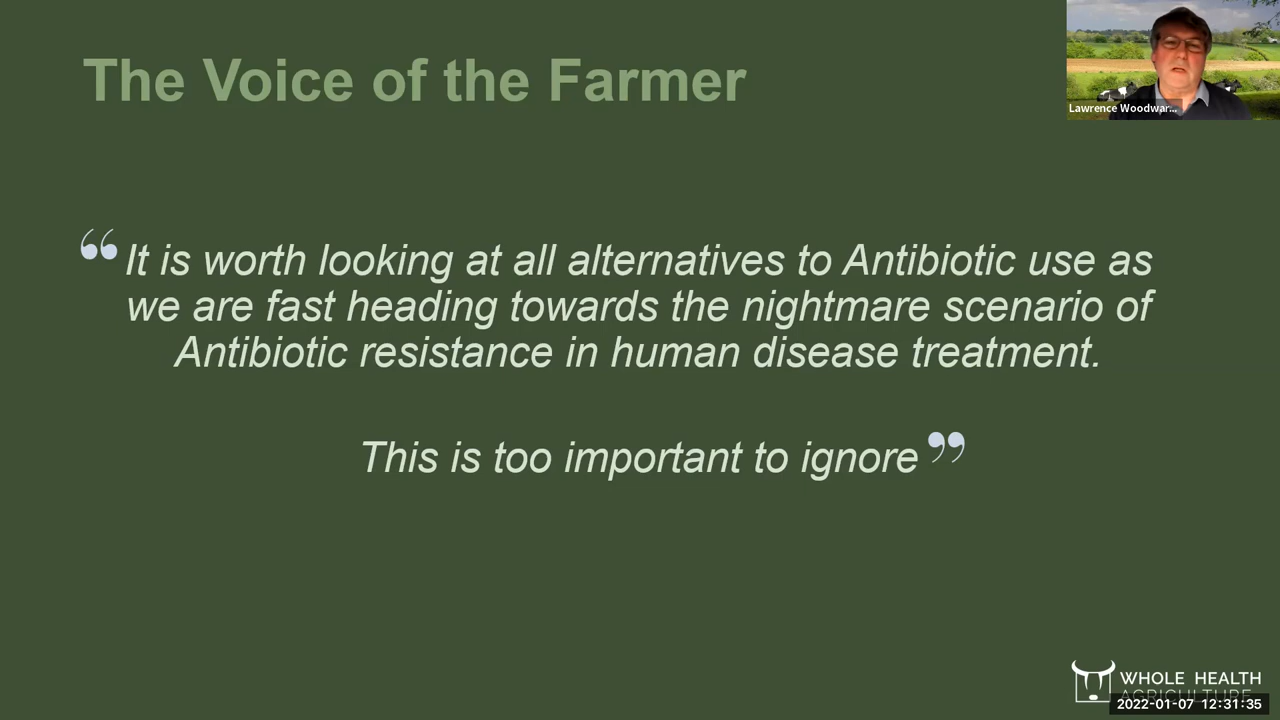 The Voice of the Farmer
Lawrence Woodwar...
“It is worth looking at all alternatives to Antibiotic use as
we are fast heading towards the nightmare scenario of
Antibiotic resistance in human disease treatment.
This is too important to ignore”
WHOLE HEALTH
AGRICULTURE
2022-01-07 12:31:35